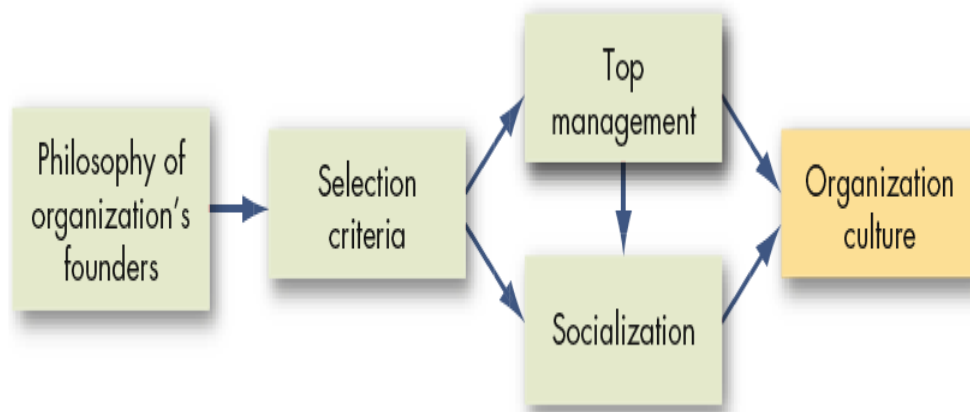 Philosophy of
organization's
founders
Selection
criteria
Top
management
Socialization
Organization
culture